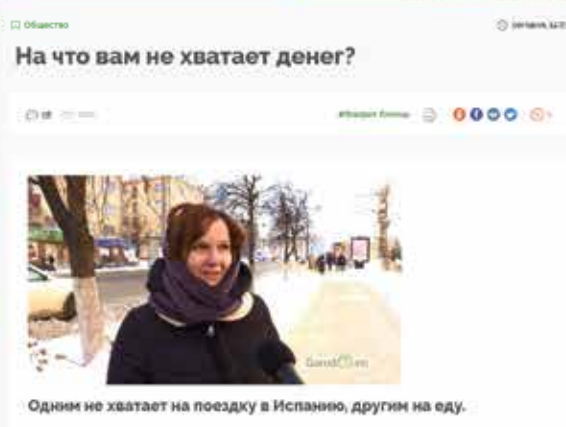 Общество
На что вам не хватает денег?
Одним не хватает на поездку в Испанию, другим на еду.